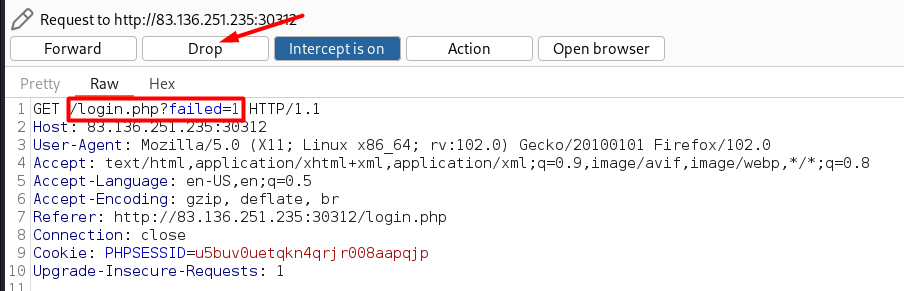 Request to http://83.136.251.235:30312
Forward Drop Intercept is on Action Open browser
Pretty Raw Hex
1 GET /login.php?failed=1 HTTP/1.1
2 Host: 83.136.251.235:30312
3 User-Agent: Mozilla/5.0 (X11; Linux x86_64; rv:102.0) Gecko/20100101 Firefox/102.0
4 Accept: text/html,application/xhtml+xml,application/xml;q=0.9,image/avif,image/webp,*/*;q=0.8
5 Accept-Language: en-US,en;q=0.5
6 Accept-Encoding: gzip, deflate, br
7 Referer: http://83.136.251.235:30312/login.php
8 Connection: close
9 Cookie: PHPSESSID=u5buv0uetqkn4qrjr008aapqjp
10 Upgrade-Insecure-Requests: 1
11